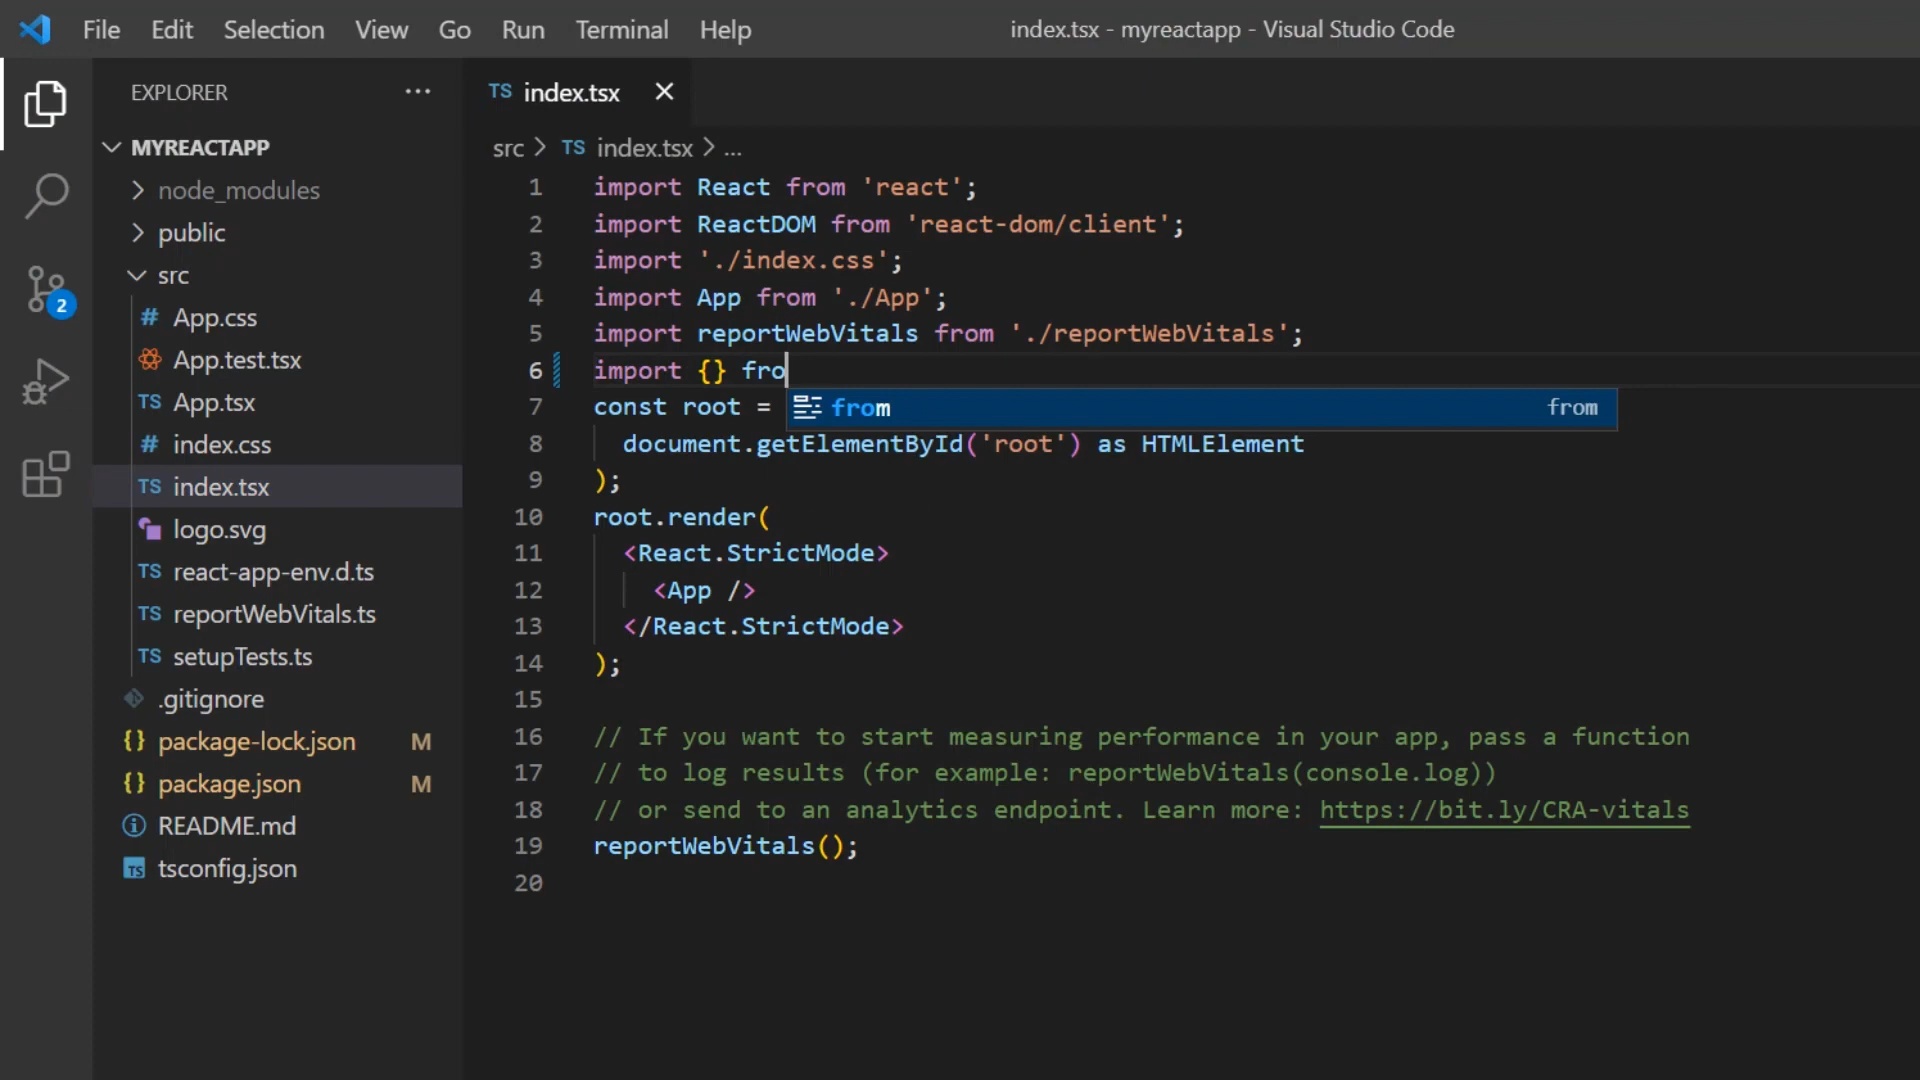 File Edit Selection View Go Run Terminal Help index.tsx - myreactapp - Visual Studio Code
EXPLORER ...
MYREACTAPP
node_modules
public
src
# App.css
App.test.tsx
TS App.tsx
# index.css
TS index.tsx
logo.svg
TS react-app-env.d.ts
TS reportWebVitals.ts
TS setupTests.ts
.gitignore
{} package-lock.json M
{} package.json M
README.md
TS tsconfig.json
2
TS index.tsx
src > TS index.tsx > ...
1 import React from 'react';
2 import ReactDOM from 'react-dom/client';
3 import './index.css';
4 import App from './App';
5 import reportWebVitals from './reportWebVitals';
6 import {} fro
from from
7 const root =
8 document.getElementById('root') as HTMLElement
9 );
10 root.render(
11 <React.StrictMode>
12 <App />
13 </React.StrictMode>
14 );
15
16 // If you want to start measuring performance in your app, pass a function
17 // to log results (for example: reportWebVitals(console.log))
18 // or send to an analytics endpoint. Learn more: https://bit.ly/CRA-vitals
19 reportWebVitals();
20